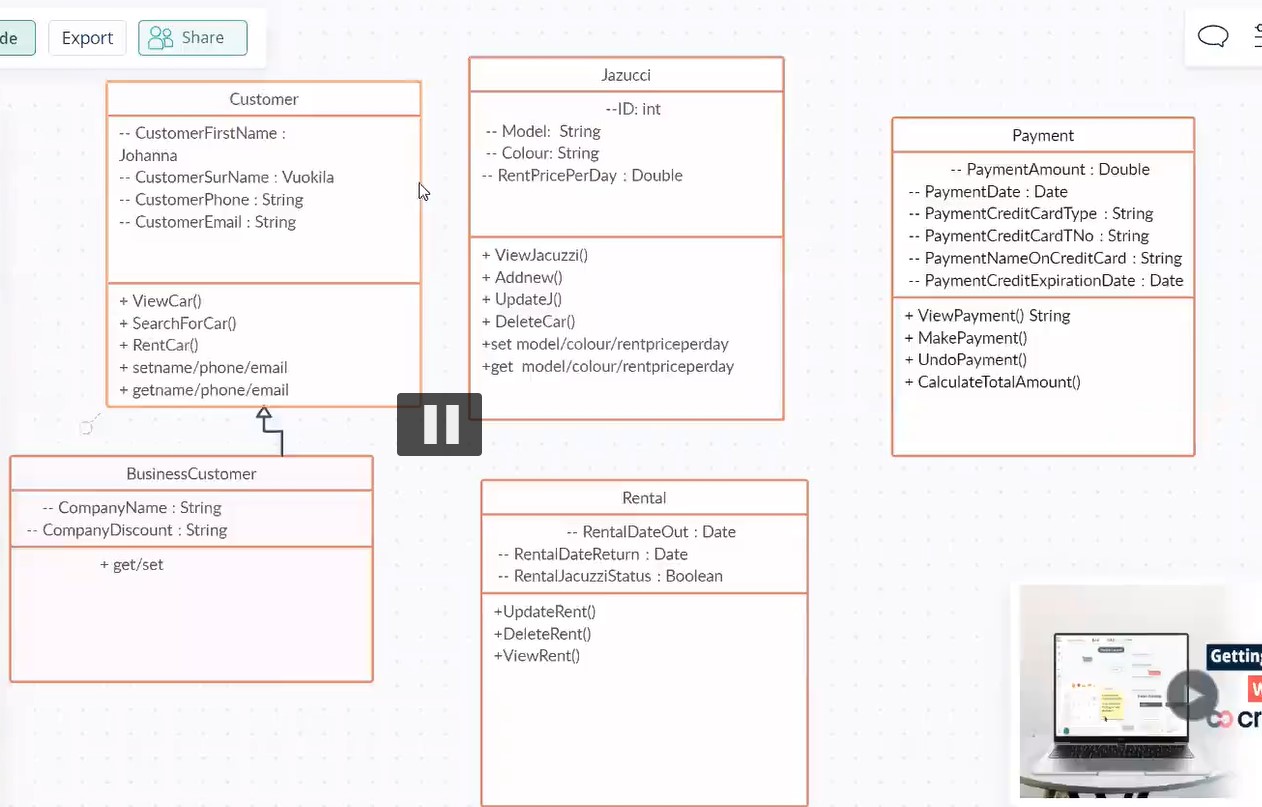 de
Export
Share
Customer
-- CustomerFirstName :
Johanna
-- CustomerSurName : Vuokila
-- CustomerPhone : String
-- CustomerEmail : String
+ ViewCar()
+ SearchForCar()
+ RentCar()
+ setname/phone/email
+ getname/phone/email
Jazucci
--ID: int
-- Model:  String
-- Colour: String
-- RentPricePerDay : Double
+ ViewJacuzzi()
+ Addnew()
+ UpdateJ()
+ DeleteCar()
+set model/colour/rentpriceperday
+get  model/colour/rentpriceperday
Payment
-- PaymentAmount : Double
-- PaymentDate : Date
-- PaymentCreditCardType : String
-- PaymentCreditCardTNo : String
-- PaymentNameOnCreditCard : String
-- PaymentCreditExpirationDate : Date
+ ViewPayment() String
+ MakePayment()
+ UndoPayment()
+ CalculateTotalAmount()
BusinessCustomer
-- CompanyName : String
-- CompanyDiscount : String
+ get/set
Rental
-- RentalDateOut : Date
-- RentalDateReturn : Date
-- RentalJacuzziStatus : Boolean
+UpdateRent()
+DeleteRent()
+ViewRent()
Getting
W
cr